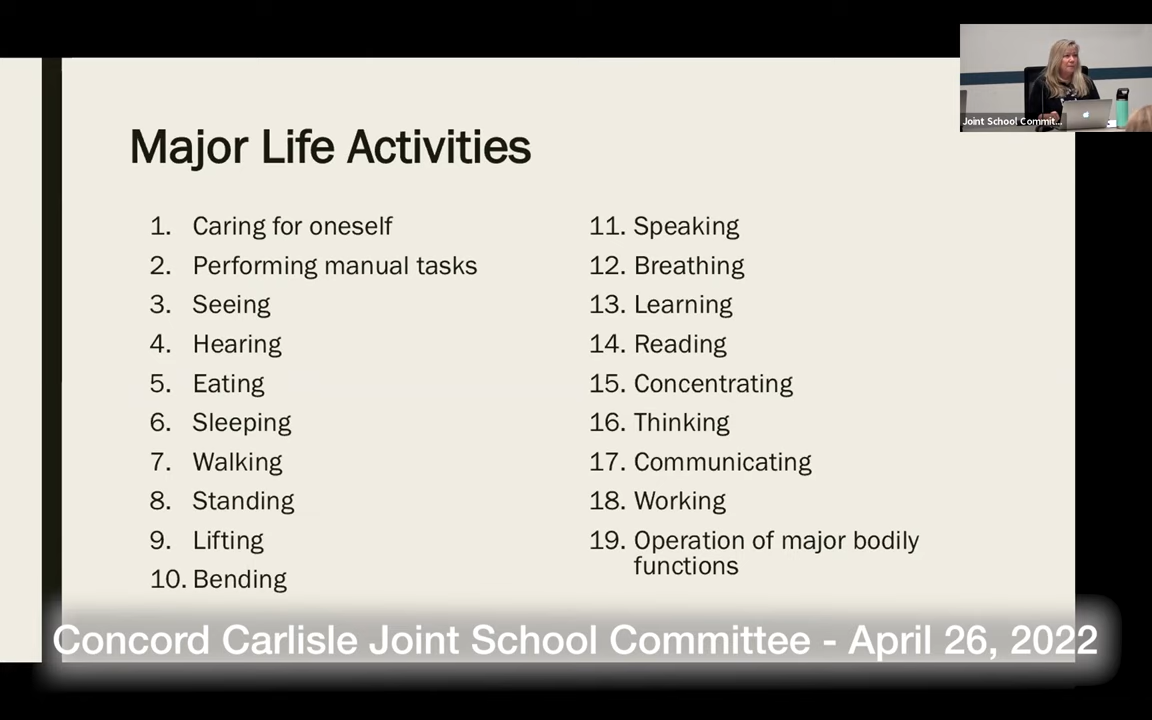 Joint School Commit...
Major Life Activities
1. Caring for oneself
2. Performing manual tasks
3. Seeing
4. Hearing
5. Eating
6. Sleeping
7. Walking
8. Standing
9. Lifting
10. Bending
11. Speaking
12. Breathing
13. Learning
14. Reading
15. Concentrating
16. Thinking
17. Communicating
18. Working
19. Operation of major bodily
functions
Concord Carlisle Joint School Committee - April 26, 2022